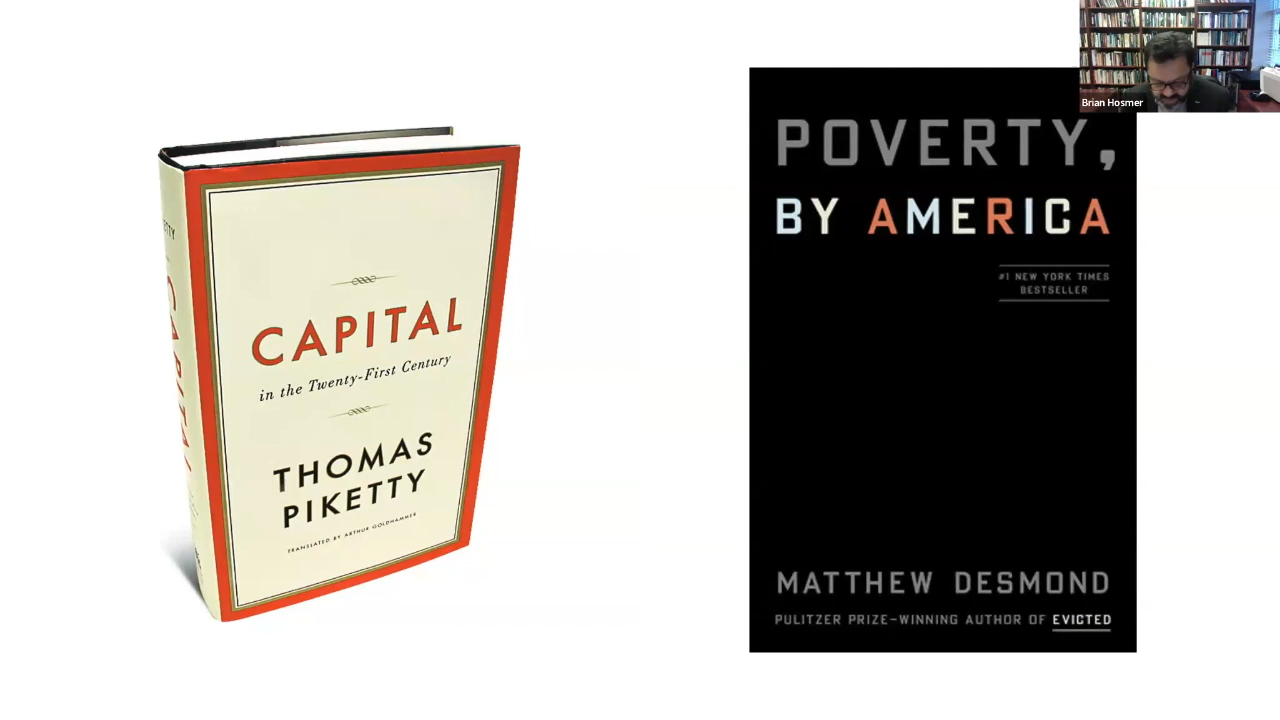 CAPITAL
in the Twenty-First Century
THOMAS
PIKETTY
TRANSLATED BY ARTHUR GOLDHAMMER
CAPITAL
POVERTY,
BY AMERICA
#1 NEW YORK TIMES
BESTSELLER
MATTHEW DESMOND
PULITZER PRIZE-WINNING AUTHOR OF EVICTED
Brian Hosmer